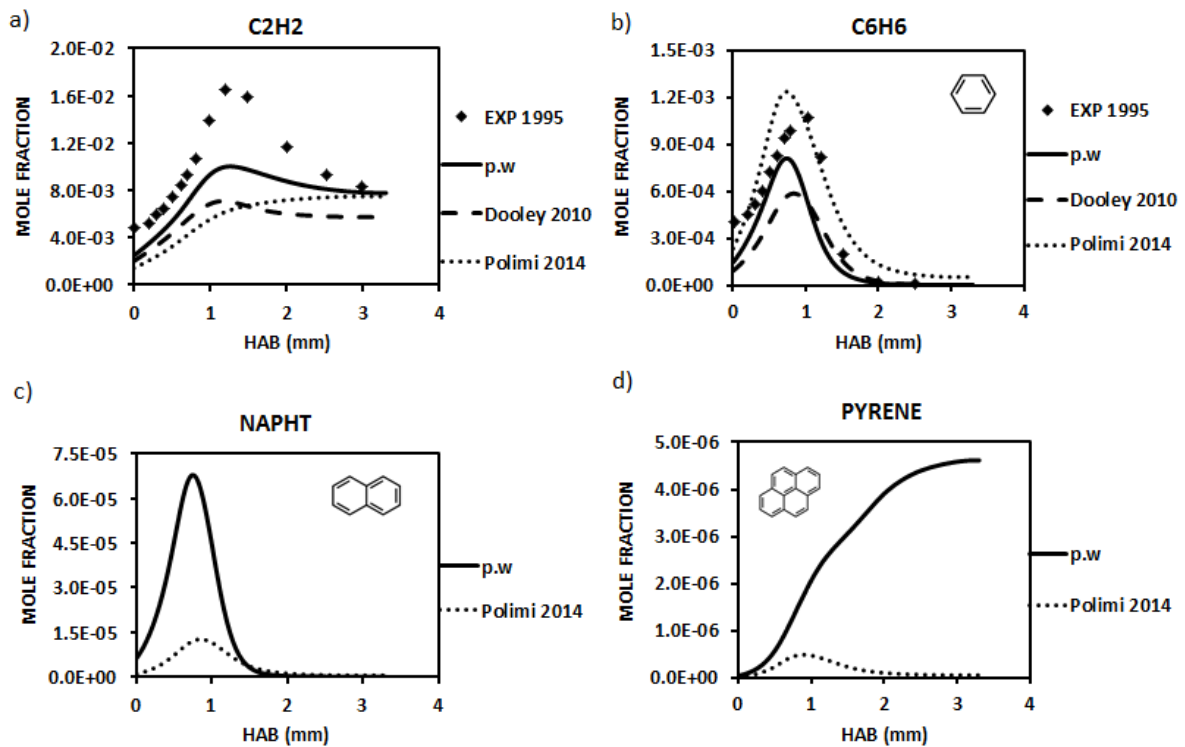 a)
C2H2
2.0E-02
1.6E-02
1.2E-02
8.0E-03
4.0E-03
0.0E+00
MOLE FRACTION
0 1 2 3 4
HAB (mm)
EXP 1995
p.w
Dooley 2010
Polimi 2014
b)
C6H6
1.5E-03
1.2E-03
9.0E-04
6.0E-04
3.0E-04
0.0E+00
MOLE FRACTION
0 1 2 3 4
HAB (mm)
EXP 1995
p.w
Dooley 2010
Polimi 2014
c)
NAPHT
7.5E-05
6.0E-05
4.5E-05
3.0E-05
1.5E-05
0.0E+00
MOLE FRACTION
0 1 2 3 4
HAB (mm)
p.w
Polimi 2014
d)
PYRENE
5.0E-06
4.0E-06
3.0E-06
2.0E-06
1.0E-06
0.0E+00
MOLE FRACTION
0 1 2 3 4
HAB (mm)
p.w
Polimi 2014